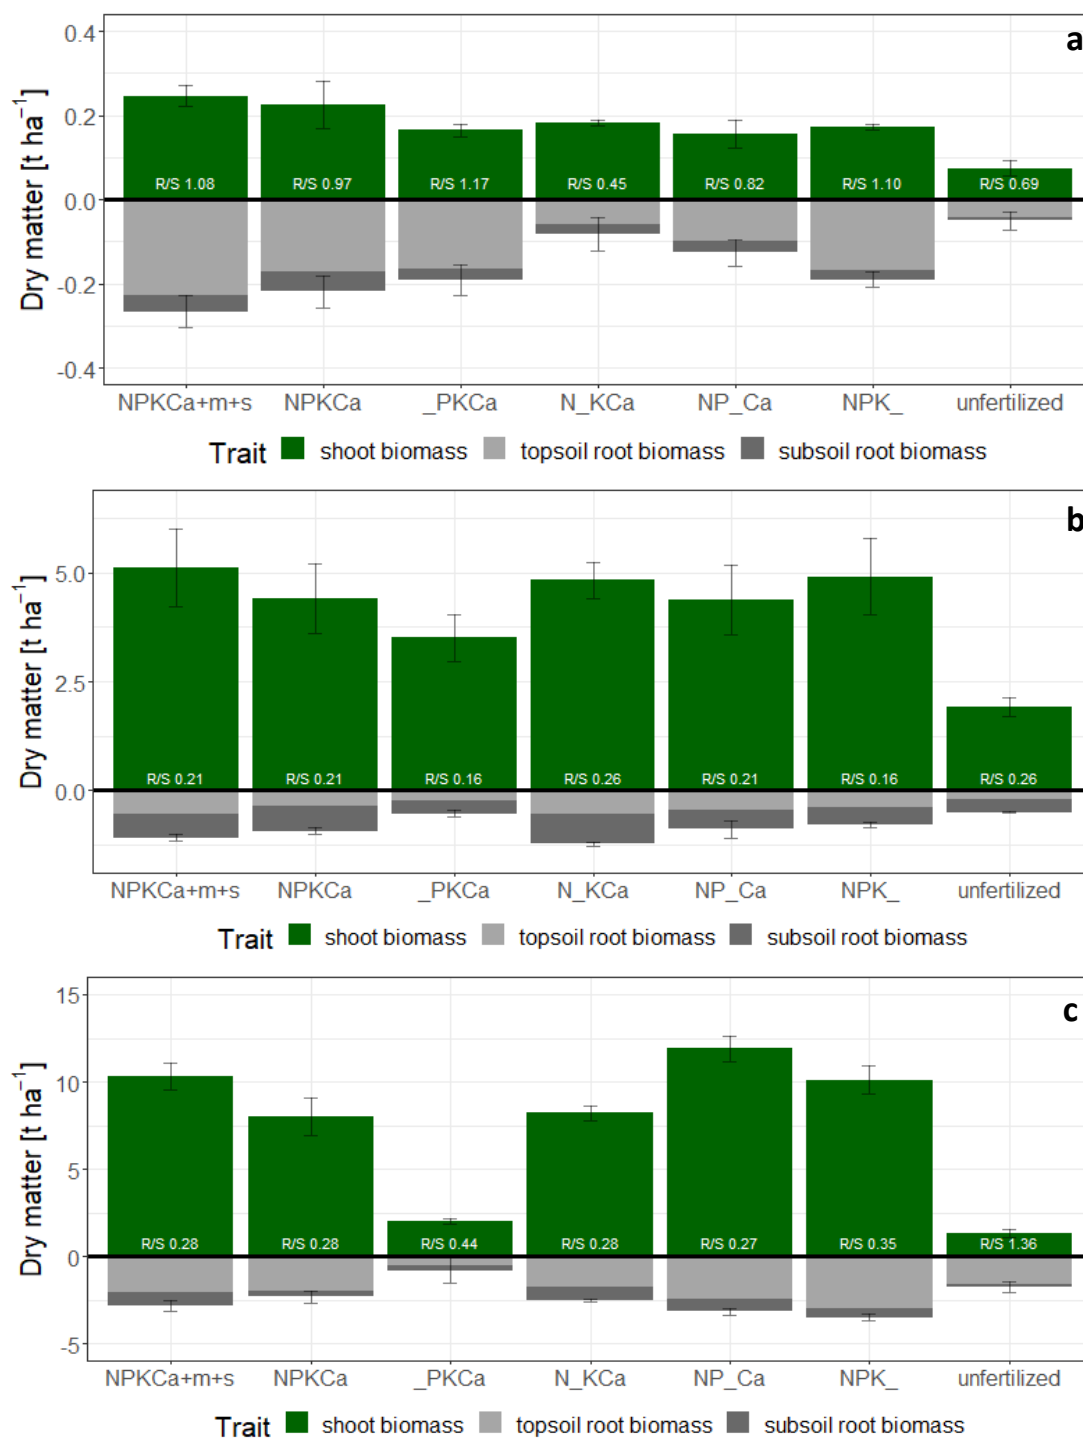 a
Dry matter [t ha⁻¹]
0.4
0.2
0.0
-0.2
-0.4
R/S 1.08 R/S 0.97 R/S 1.17 R/S 0.45 R/S 0.82 R/S 1.10 R/S 0.69
NPKCa+m+s NPKCa _PKCa N_KCa NP_Ca NPK_ unfertilized
Trait shoot biomass topsoil root biomass subsoil root biomass
b
Dry matter [t ha⁻¹]
5.0
2.5
0.0
R/S 0.21 R/S 0.21 R/S 0.16 R/S 0.26 R/S 0.21 R/S 0.16 R/S 0.26
NPKCa+m+s NPKCa _PKCa N_KCa NP_Ca NPK_ unfertilized
Trait shoot biomass topsoil root biomass subsoil root biomass
c
Dry matter [t ha⁻¹]
15
10
5
0
-5
R/S 0.28 R/S 0.28 R/S 0.44 R/S 0.28 R/S 0.27 R/S 0.35 R/S 1.36
NPKCa+m+s NPKCa _PKCa N_KCa NP_Ca NPK_ unfertilized
Trait shoot biomass topsoil root biomass subsoil root biomass